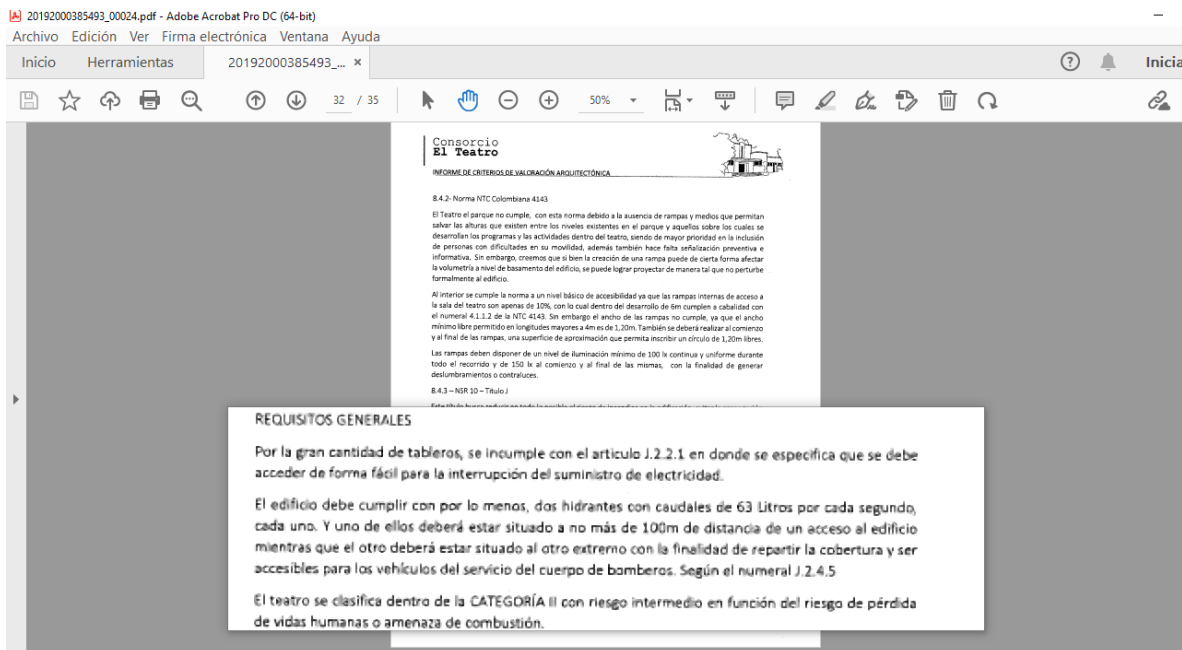 20192000385493_00024.pdf - Adobe Acrobat Pro DC (64-bit)
Archivo Edición Ver Firma electrónica Ventana Ayuda
Inicio Herramientas 20192000385493_... × Inicia
32 / 35 50%
Consorcio
El Teatro
INFORME DE CRITERIOS DE VALORACIÓN ARQUITECTÓNICA
8.4.2- Norma NTC Colombiana 4143
El Teatro el parque no cumple, con esta norma debido a la ausencia de rampas y medios que permitan
salvar las alturas que existen entre los niveles existentes en el parque y aquellos sobre los cuales se
desarrollan los programas y las actividades dentro del teatro, siendo de mayor prioridad en la inclusión
de personas con dificultades en su movilidad, además también hace falta señalización preventiva e
informativa. Sin embargo, creemos que si bien la creación de una rampa puede de cierta forma afectar
la volumetría a nivel de basamento del edificio, se puede lograr proyectar de manera tal que no perturbe
formalmente al edificio.
Al interior se cumple la norma a un nivel básico de accesibilidad ya que las rampas internas de acceso a
la sala del teatro son apenas de 10%, con lo cual dentro del desarrollo de 6m cumplen a cabalidad con
el numeral 4.1.1.2 de la NTC 4143. Sin embargo el ancho de las rampas no cumple, ya que el ancho
mínimo libre permitido en longitudes mayores a 4m es de 1,20m. También se deberá realizar al comienzo
y al final de las rampas, una superficie de aproximación que permita inscribir un círculo de 1,20m libres.
Las rampas deben disponer de un nivel de iluminación mínimo de 100 lx continua y uniforme durante
todo el recorrido y de 150 lx al comienzo y al final de las mismas, con la finalidad de generar
deslumbramientos o contraluces.
8.4.3 – NSR 10 – Titulo J
REQUISITOS GENERALES
Por la gran cantidad de tableros, se incumple con el articulo J.2.2.1 en donde se especifica que se debe
acceder de forma fácil para la interrupción del suministro de electricidad.
El edificio debe cumplir con por lo menos, dos hidrantes con caudales de 63 Litros por cada segundo,
cada uno. Y uno de ellos deberá estar situado a no más de 100m de distancia de un acceso al edificio
mientras que el otro deberá estar situado al otro extremo con la finalidad de repartir la cobertura y ser
accesibles para los vehículos del servicio del cuerpo de bomberos. Según el numeral J.2.4.5
El teatro se clasifica dentro de la CATEGORÍA II con riesgo intermedio en función del riesgo de pérdida
de vidas humanas o amenaza de combustión.